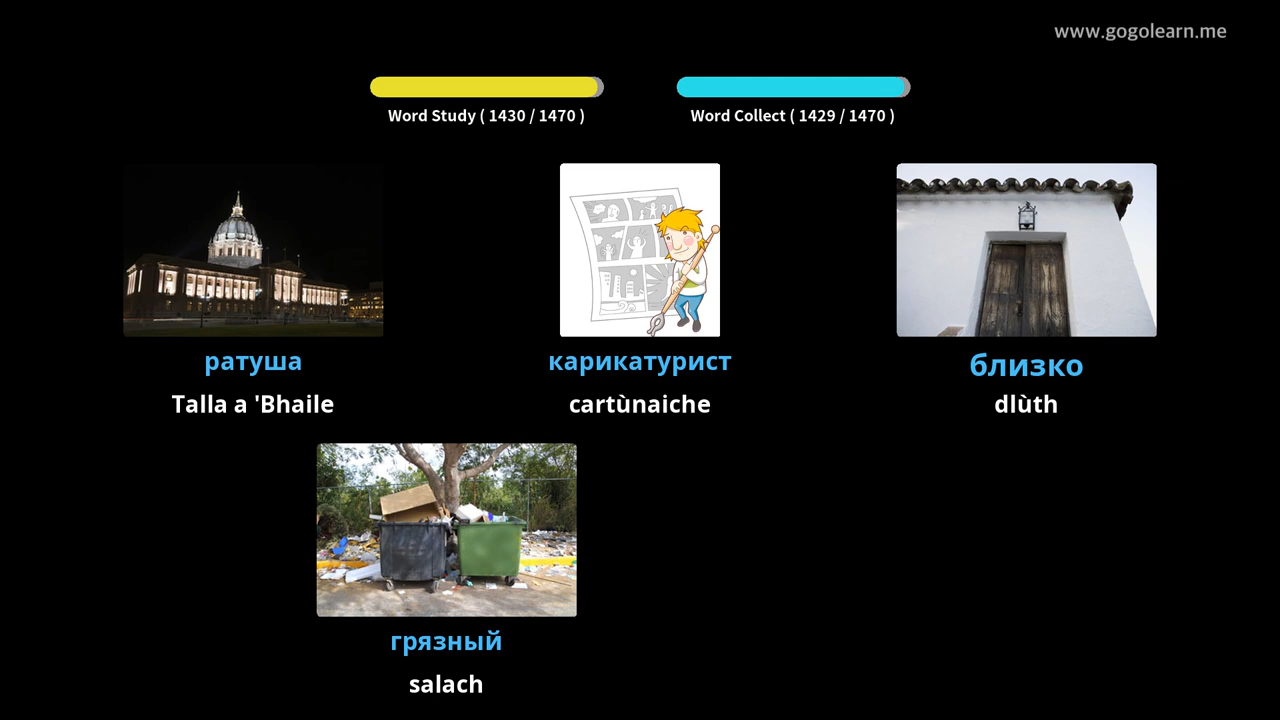 www.gogolearn.me
Word Study ( 1430 / 1470 )
Word Collect ( 1429 / 1470 )
ратуша
карикатурист
близко
Talla a 'Bhaile
cartùnaiche
dlùth
грязный
salach